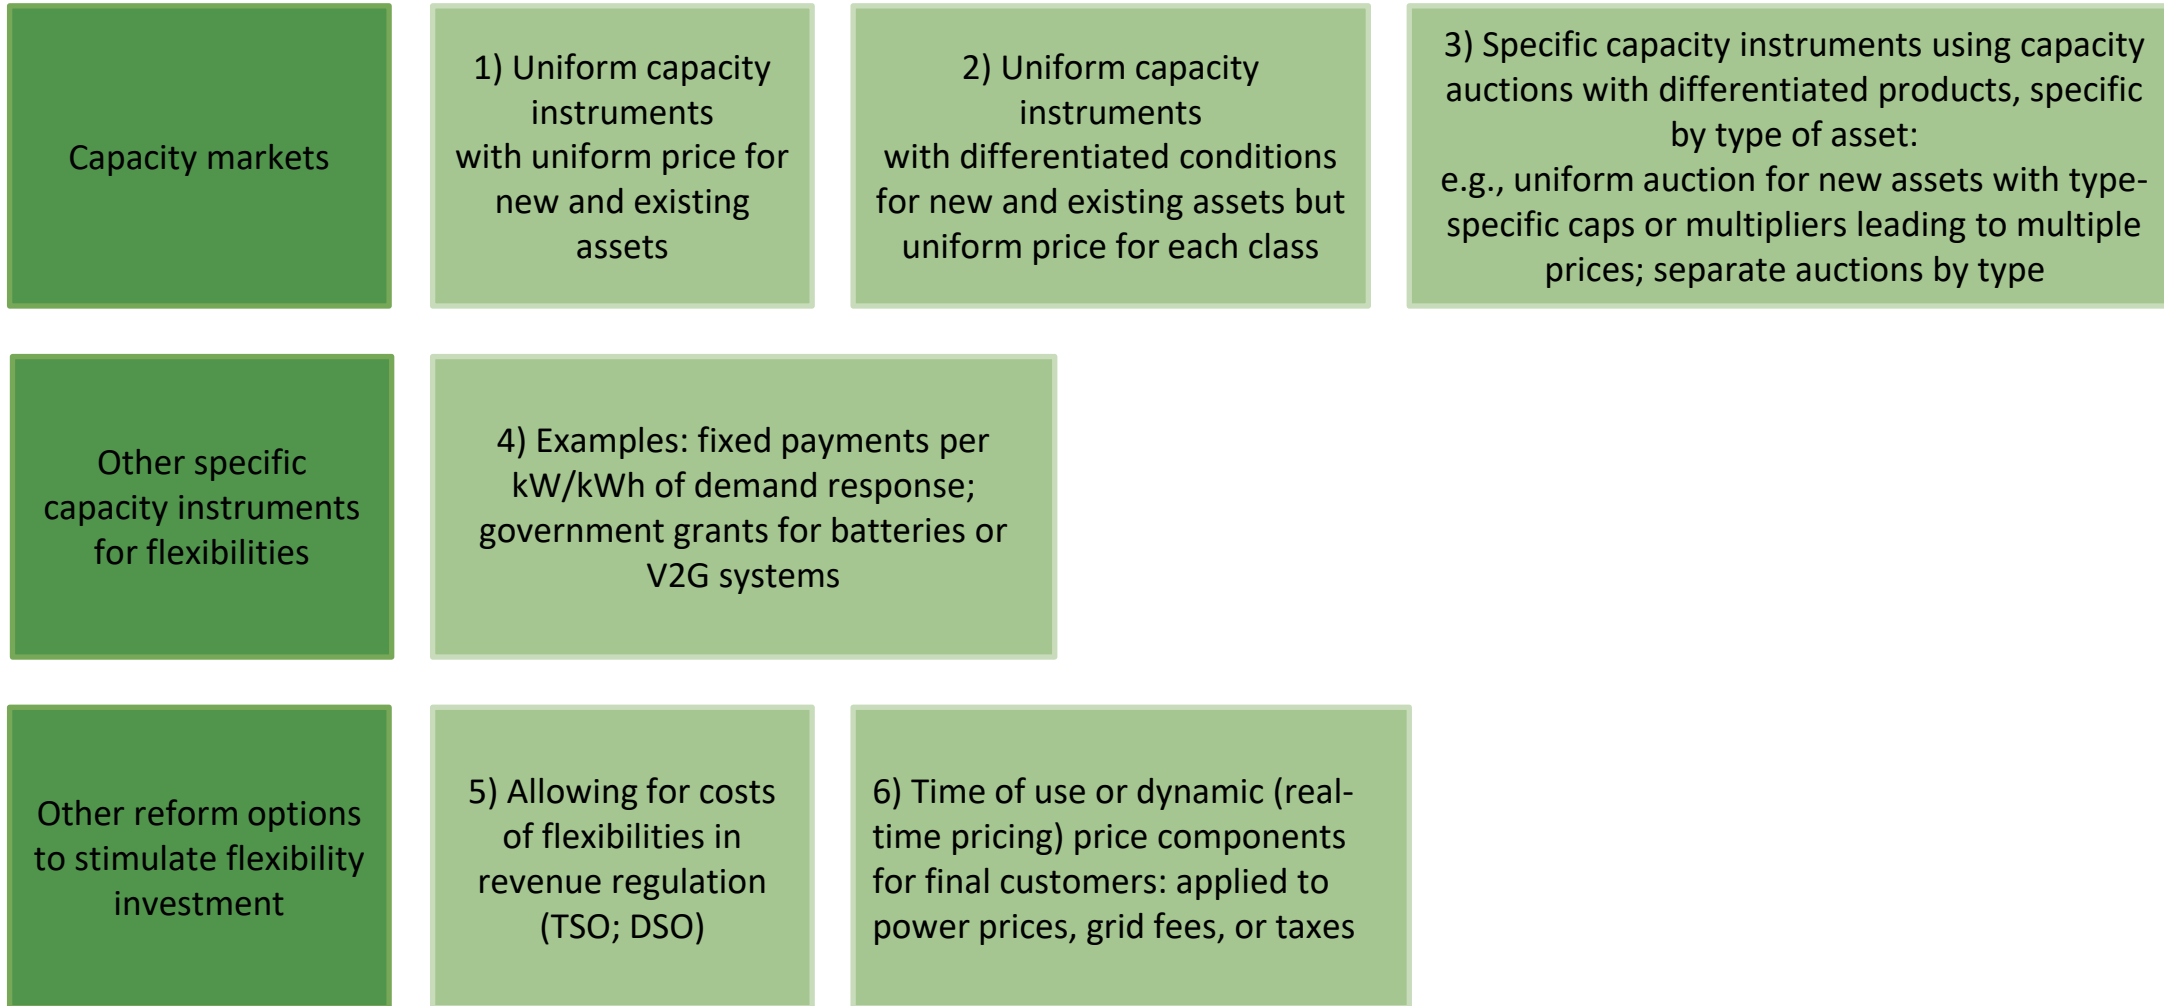 Capacity markets
1) Uniform capacity
instruments
with uniform price for
new and existing
assets
2) Uniform capacity
instruments
with differentiated conditions
for new and existing assets but
uniform price for each class
3) Specific capacity instruments using capacity
auctions with differentiated products, specific
by type of asset:
e.g., uniform auction for new assets with type-
specific caps or multipliers leading to multiple
prices; separate auctions by type
Other specific
capacity instruments
for flexibilities
4) Examples: fixed payments per
kW/kWh of demand response;
government grants for batteries or
V2G systems
Other reform options
to stimulate flexibility
investment
5) Allowing for costs
of flexibilities in
revenue regulation
(TSO; DSO)
6) Time of use or dynamic (real-
time pricing) price components
for final customers: applied to
power prices, grid fees, or taxes